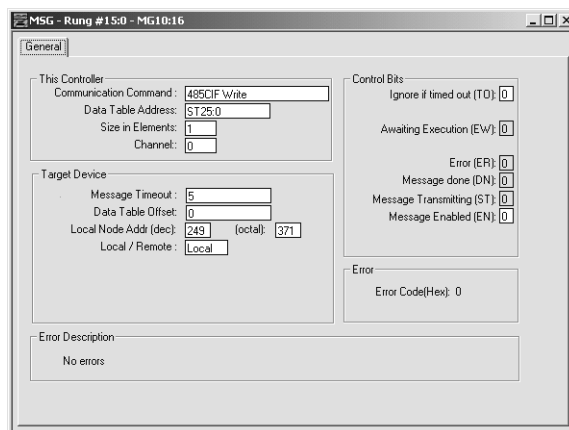 MSG - Rung #15:0 - MG10:16
General
This Controller
Communication Command : 485CIF Write
Data Table Address: ST25:0
Size in Elements: 1
Channel:: 0
Target Device
Message Timeout : 5
Data Table Offset: 0
Local Node Addr (dec): 249 (octal): 371
Local / Remote : Local
Control Bits
Ignore if timed out (TO): 0
Awaiting Execution (EW): 0
Error (ER): 0
Message done (DN): 0
Message Transmitting (ST): 0
Message Enabled (EN): 0
Error
Error Code(Hex): 0
Error Description
No errors